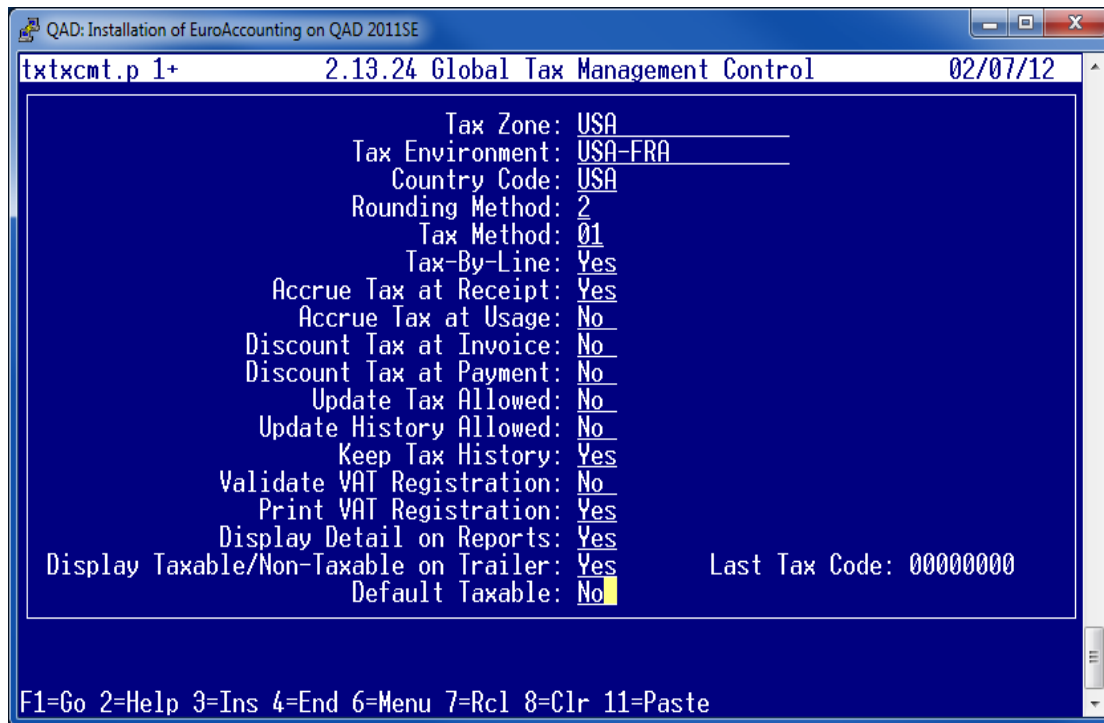 QAD: Installation of EuroAccounting on QAD 2011SE
txtxcmt.p 1+ 2.13.24 Global Tax Management Control 02/07/12
Tax Zone: USA
Tax Environment: USA-FRA
Country Code: USA
Rounding Method: 2
Tax Method: 01
Tax-By-Line: Yes
Accrue Tax at Receipt: Yes
Accrue Tax at Usage: No
Discount Tax at Invoice: No
Discount Tax at Payment: No
Update Tax Allowed: No
Update History Allowed: No
Keep Tax History: Yes
Validate VAT Registration: No
Print VAT Registration: Yes
Display Detail on Reports: Yes
Display Taxable/Non-Taxable on Trailer: Yes Last Tax Code: 00000000
Default Taxable: No
F1=Go 2=Help 3=Ins 4=End 6=Menu 7=Rcl 8=Clr 11=Paste